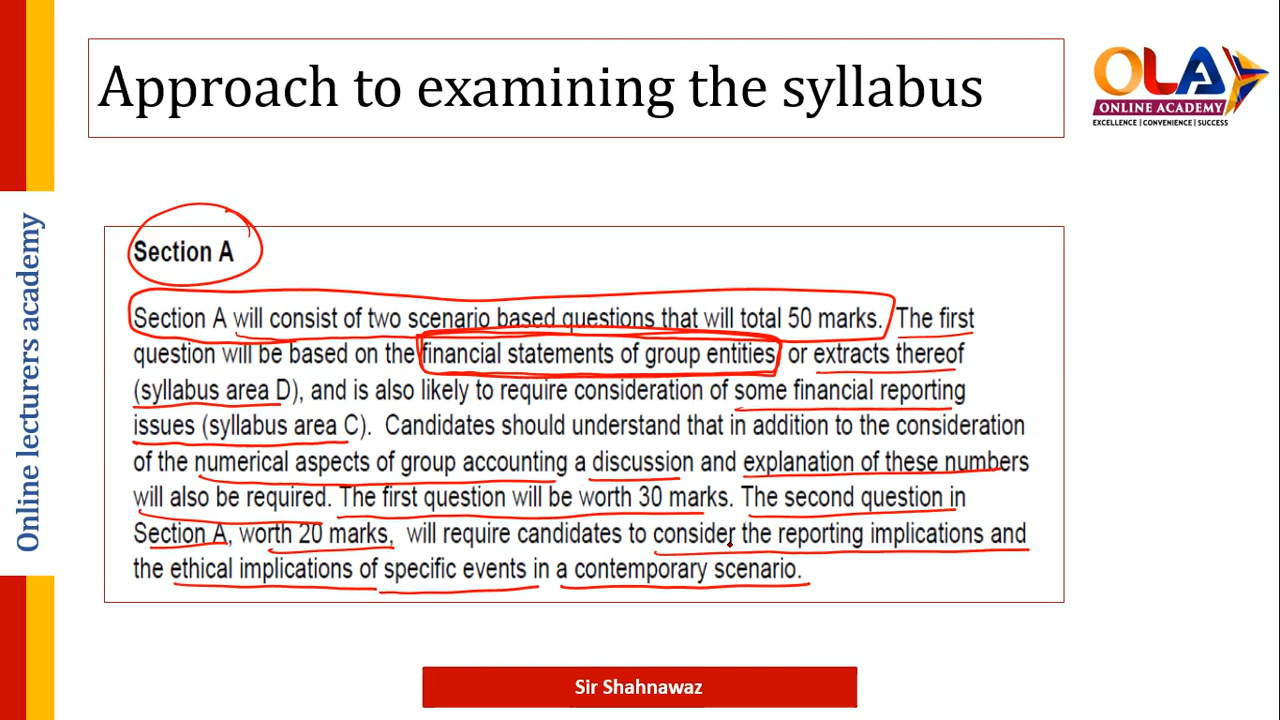 Approach to examining the syllabus
OLA
ONLINE ACADEMY
EXCELLENCE | CONVENIENCE | SUCCESS
Online lecturers academy
Section A
Section A will consist of two scenario based questions that will total 50 marks. The first
question will be based on the financial statements of group entities, or extracts thereof
(syllabus area D), and is also likely to require consideration of some financial reporting
issues (syllabus area C). Candidates should understand that in addition to the consideration
of the numerical aspects of group accounting a discussion and explanation of these numbers
will also be required. The first question will be worth 30 marks. The second question in
Section A, worth 20 marks, will require candidates to consider the reporting implications and
the ethical implications of specific events in a contemporary scenario.
Sir Shahnawaz